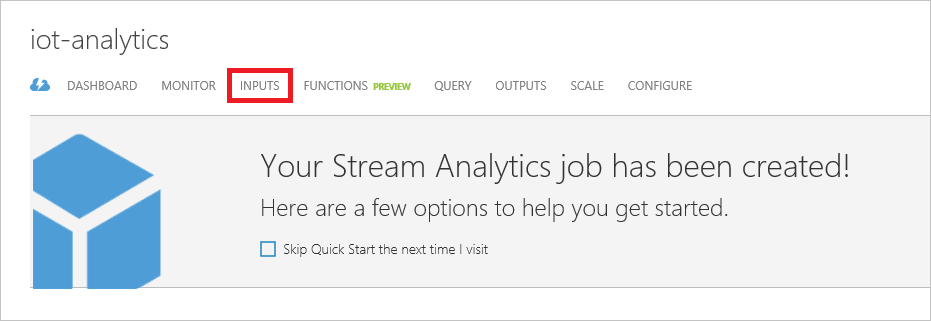 iot-analytics
DASHBOARD MONITOR INPUTS FUNCTIONS PREVIEW QUERY OUTPUTS SCALE CONFIGURE
Your Stream Analytics job has been created!
Here are a few options to help you get started.
Skip Quick Start the next time I visit